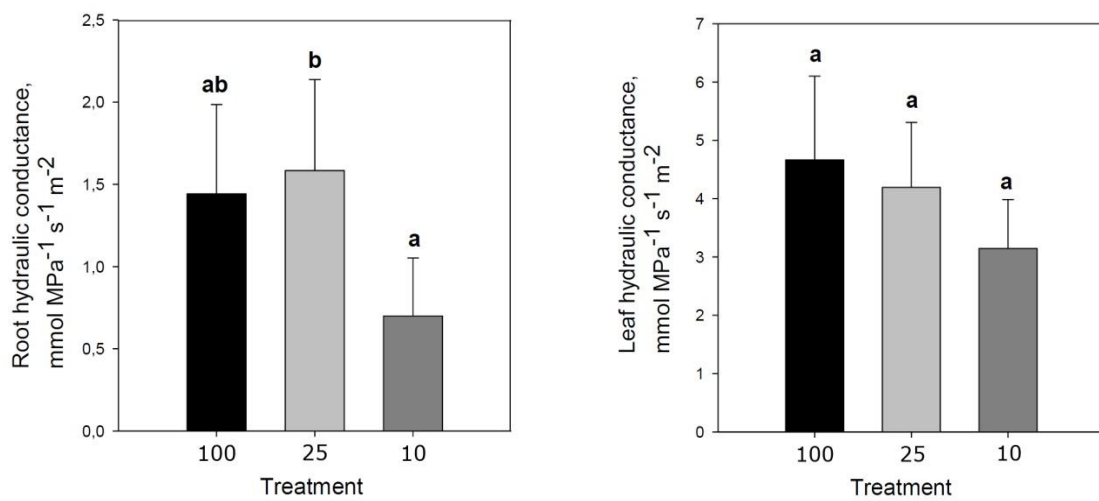 Root hydraulic conductance,
mmol MPa⁻¹ s⁻¹ m⁻²
2,5
2,0
1,5
1,0
0,5
0,0
ab
b
a
100 25 10
Treatment
Leaf hydraulic conductance,
mmol MPa⁻¹ s⁻¹ m⁻²
7
6
5
4
3
2
1
0
a
a
a
100 25 10
Treatment